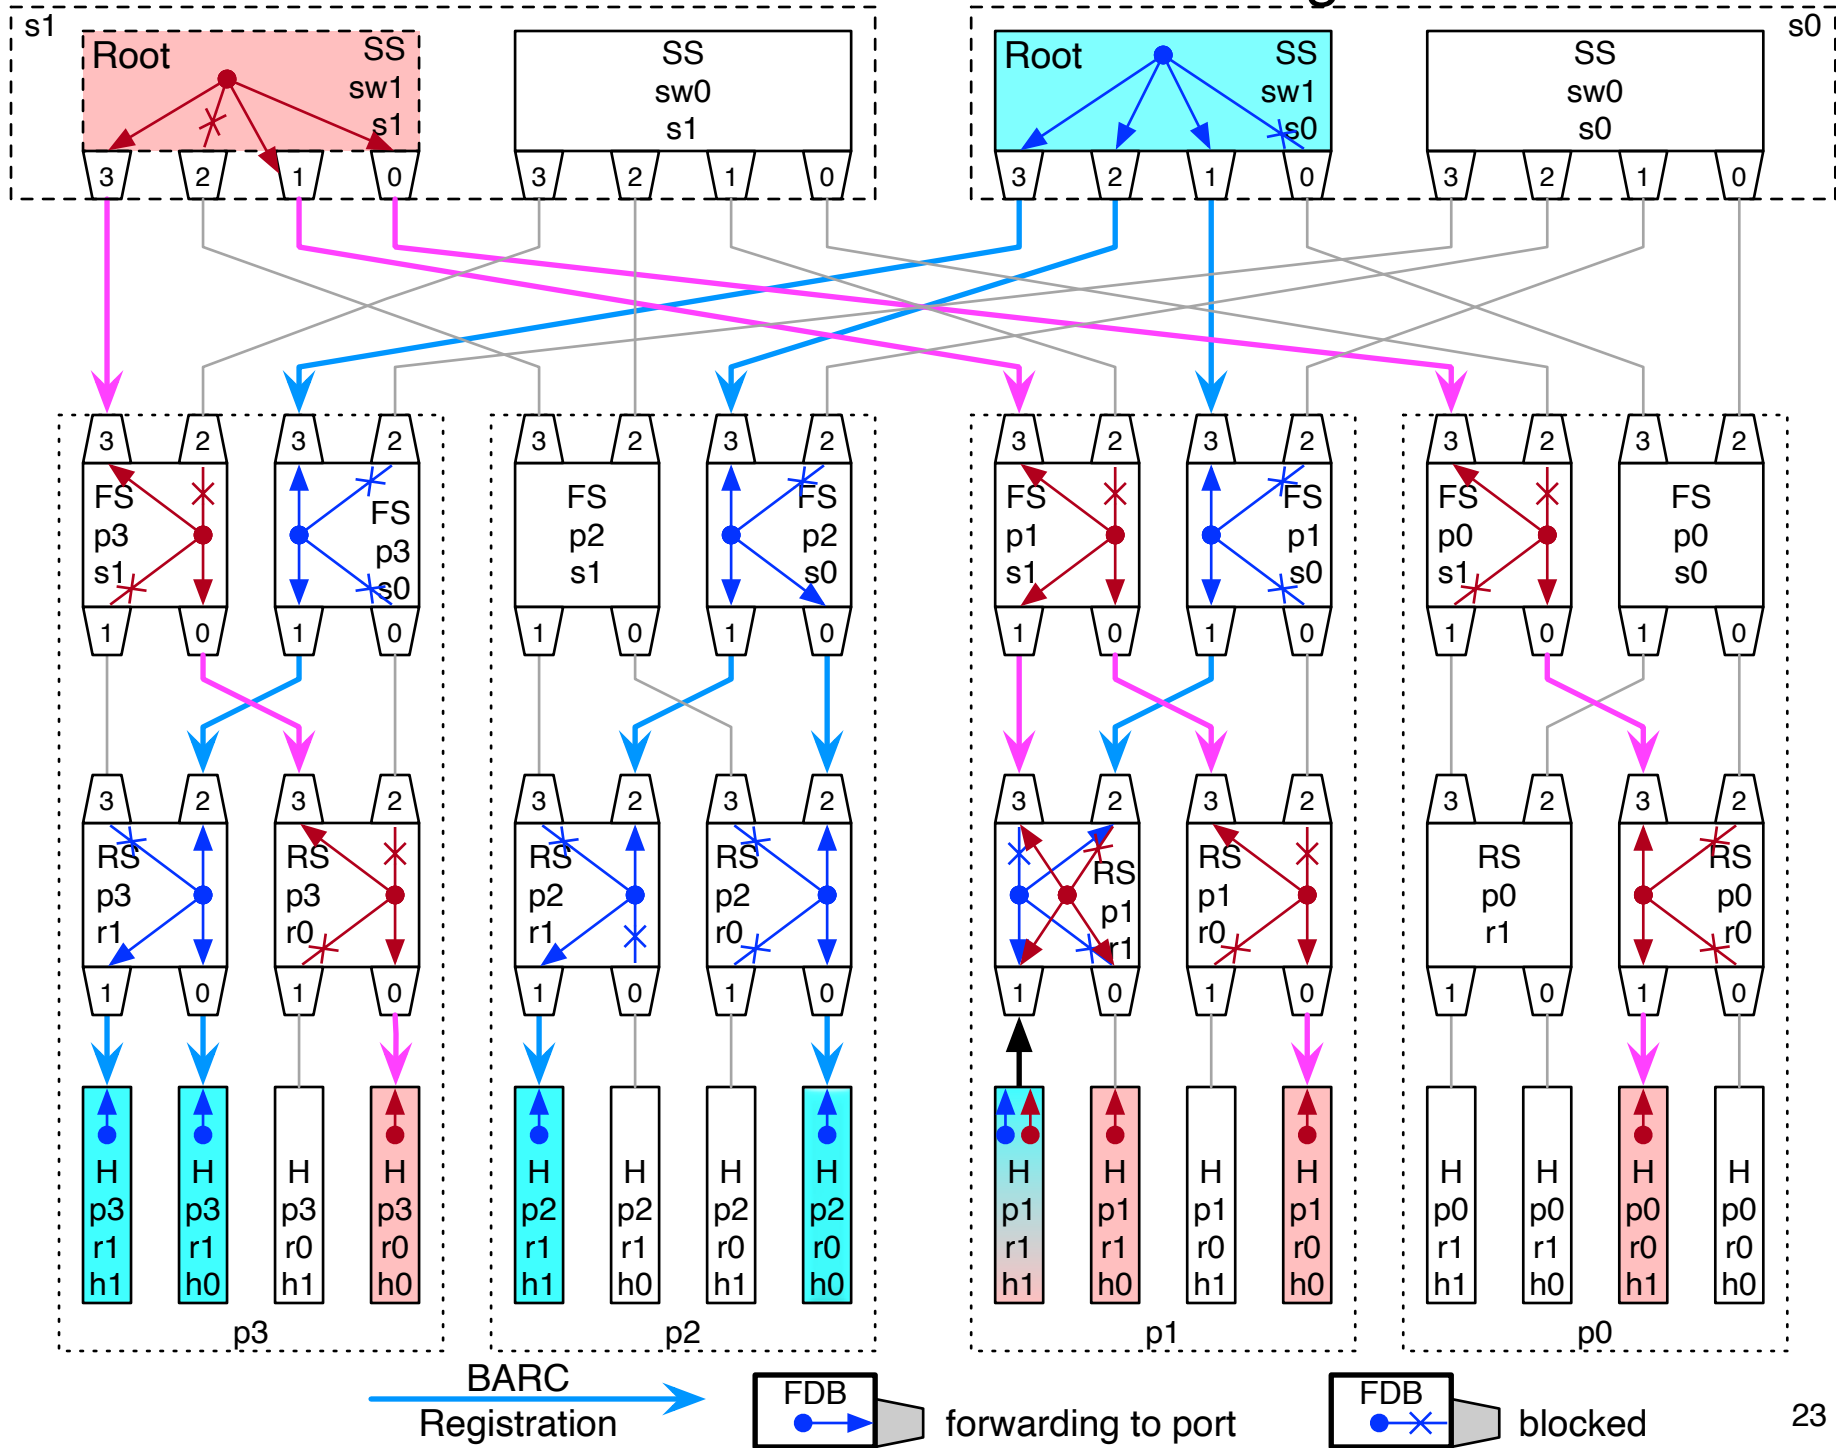 s1
s0
Root
SS
sw1
s1
SS
sw0
s1
Root
SS
sw1
s0
SS
sw0
s0
3 2 1 0
3 2 1 0
3 2 1 0
3 2 1 0
3 2 3 2
3 2 3 2
3 2 3 2
3 2 3 2
FS
p3
s1
FS
p3
s0
FS
p2
s1
FS
p2
s0
FS
p1
s1
FS
p1
s0
FS
p0
s1
FS
p0
s0
1 0 1 0
1 0 1 0
1 0 1 0
1 0 1 0
3 2 3 2
3 2 3 2
3 2 3 2
3 2 3 2
RS
p3
r1
RS
p3
r0
RS
p2
r1
RS
p2
r0
RS
p1
r1
RS
p1
r0
RS
p0
r1
RS
p0
r0
1 0 1 0
1 0 1 0
1 0 1 0
1 0 1 0
H
p3
r1
h1
H
p3
r1
h0
H
p3
r0
h1
H
p3
r0
h0
H
p2
r1
h1
H
p2
r1
h0
H
p2
r0
h1
H
p2
r0
h0
H
p1
r1
h1
H
p1
r1
h0
H
p1
r0
h1
H
p1
r0
h0
H
p0
r1
h1
H
p0
r1
h0
H
p0
r0
h1
H
p0
r0
h0
p3
p2
p1
p0
BARC
Registration
FDB
forwarding to port
FDB
blocked
23